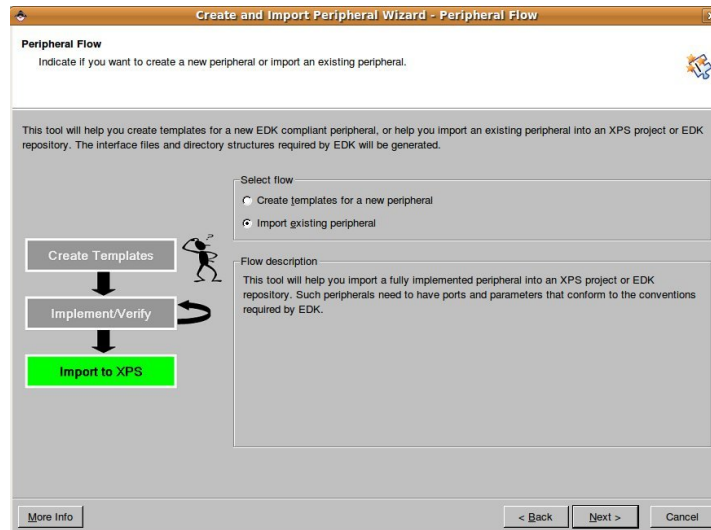 Create and Import Peripheral Wizard - Peripheral Flow
Peripheral Flow
Indicate if you want to create a new peripheral or import an existing peripheral.
This tool will help you create templates for a new EDK compliant peripheral, or help you import an existing peripheral into an XPS project or EDK
repository. The interface files and directory structures required by EDK will be generated.
Select flow
Create templates for a new peripheral
Import existing peripheral
Create Templates
Implement/Verify
Import to XPS
Flow description
This tool will help you import a fully implemented peripheral into an XPS project or EDK
repository. Such peripherals need to have ports and parameters that conform to the conventions
required by EDK.
More Info
< Back
Next >
Cancel